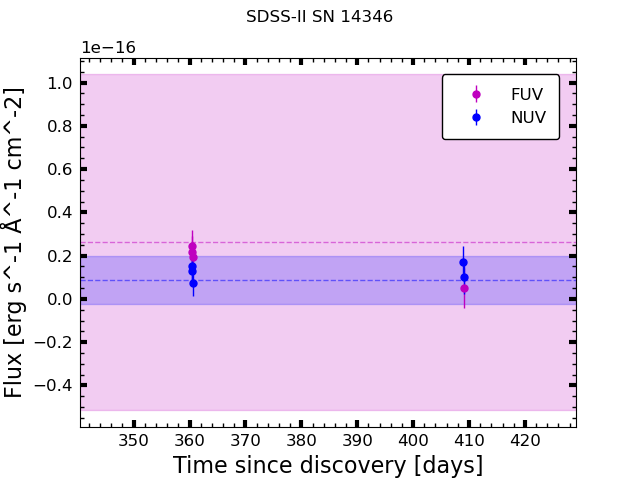 SDSS-II SN 14346
1e−16
1.0
0.8
0.6
0.4
0.2
0.0
−0.2
−0.4
Flux [erg s^-1 Å^-1 cm^-2]
FUV
NUV
350 360 370 380 390 400 410 420
Time since discovery [days]